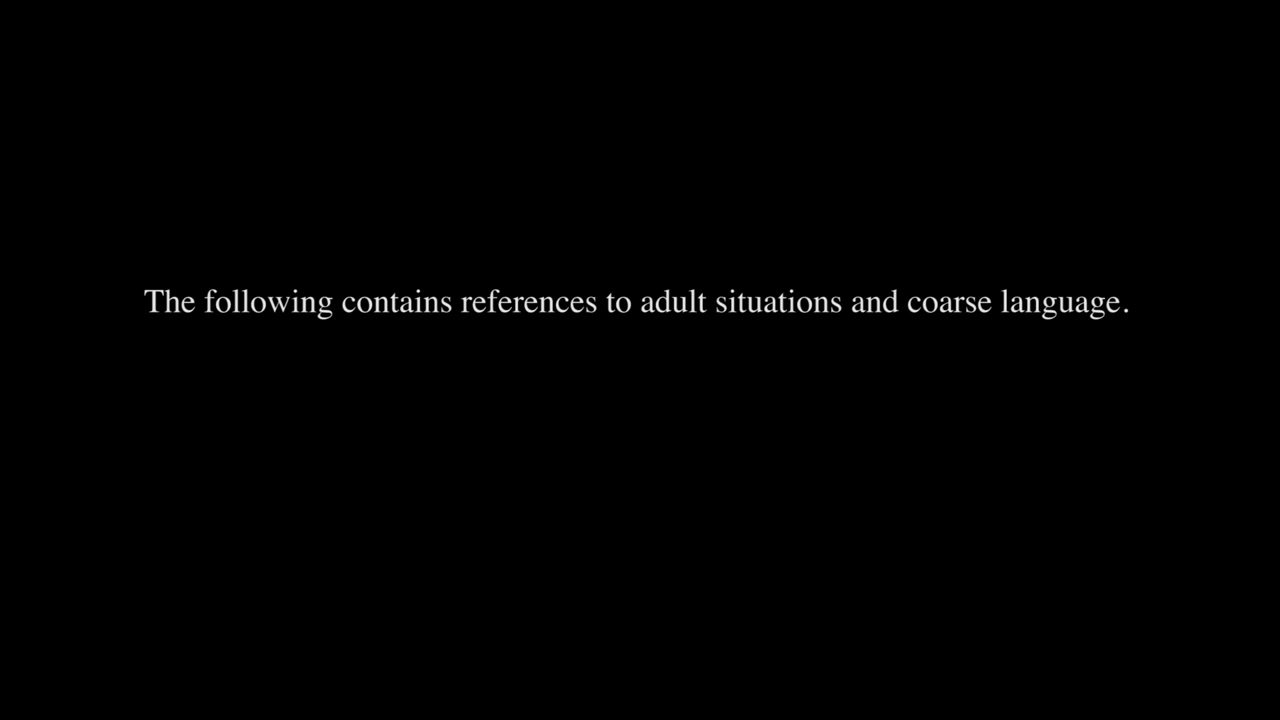 The following contains references to adult situations and coarse language.